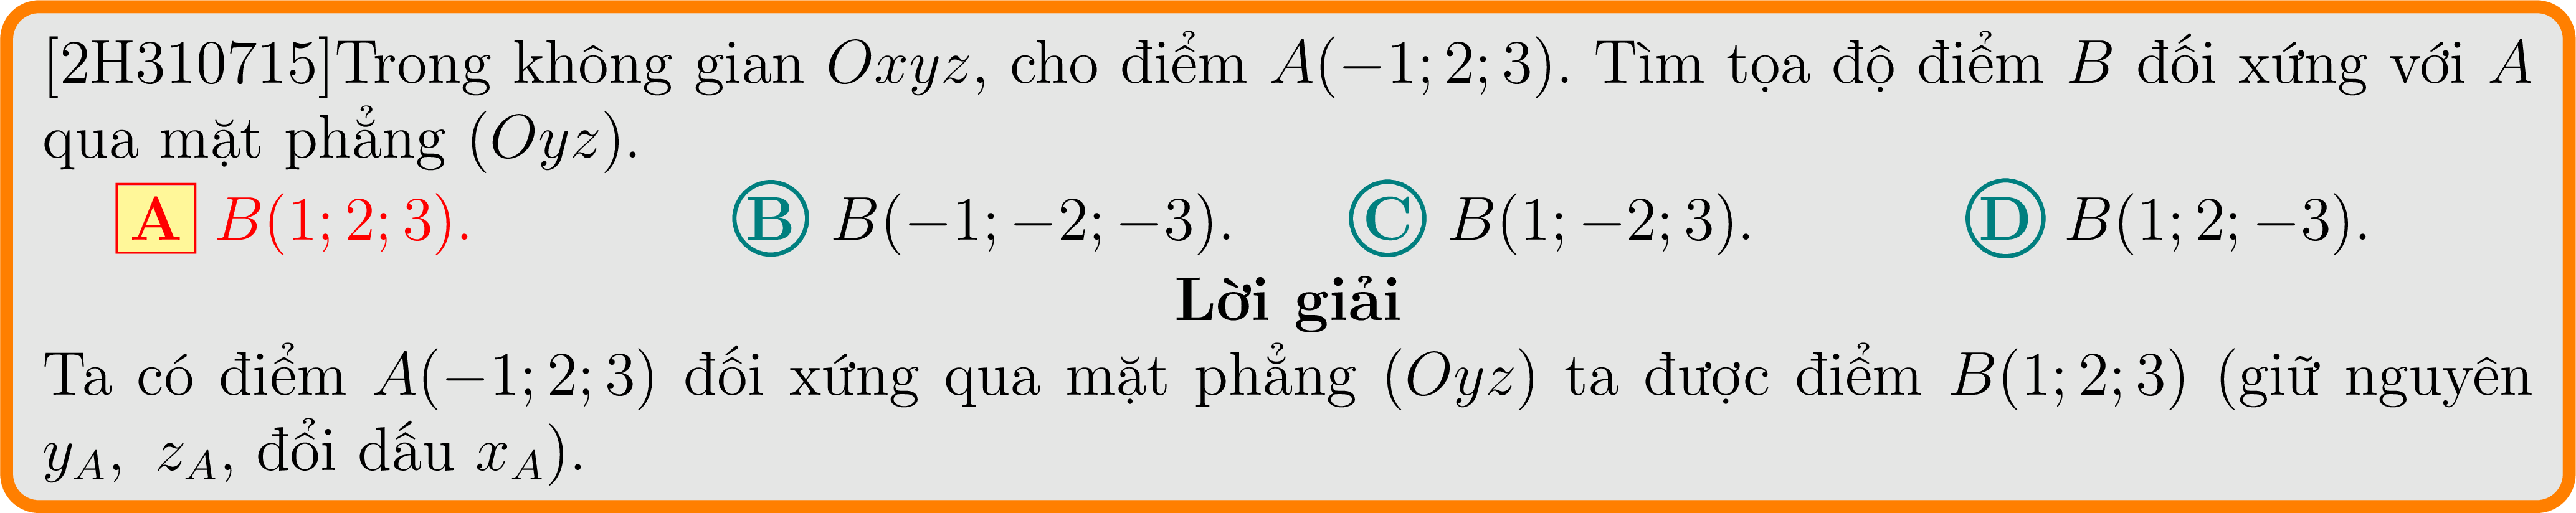 [2H310715]Trong không gian Oxyz, cho điểm A(−1; 2; 3). Tìm tọa độ điểm B đối xứng với A
qua mặt phẳng (Oyz).
A B(1; 2; 3). B B(−1; −2; −3). C B(1; −2; 3). D B(1; 2; −3).
Lời giải
Ta có điểm A(−1; 2; 3) đối xứng qua mặt phẳng (Oyz) ta được điểm B(1; 2; 3) (giữ nguyên
y_A, z_A, đổi dấu x_A).